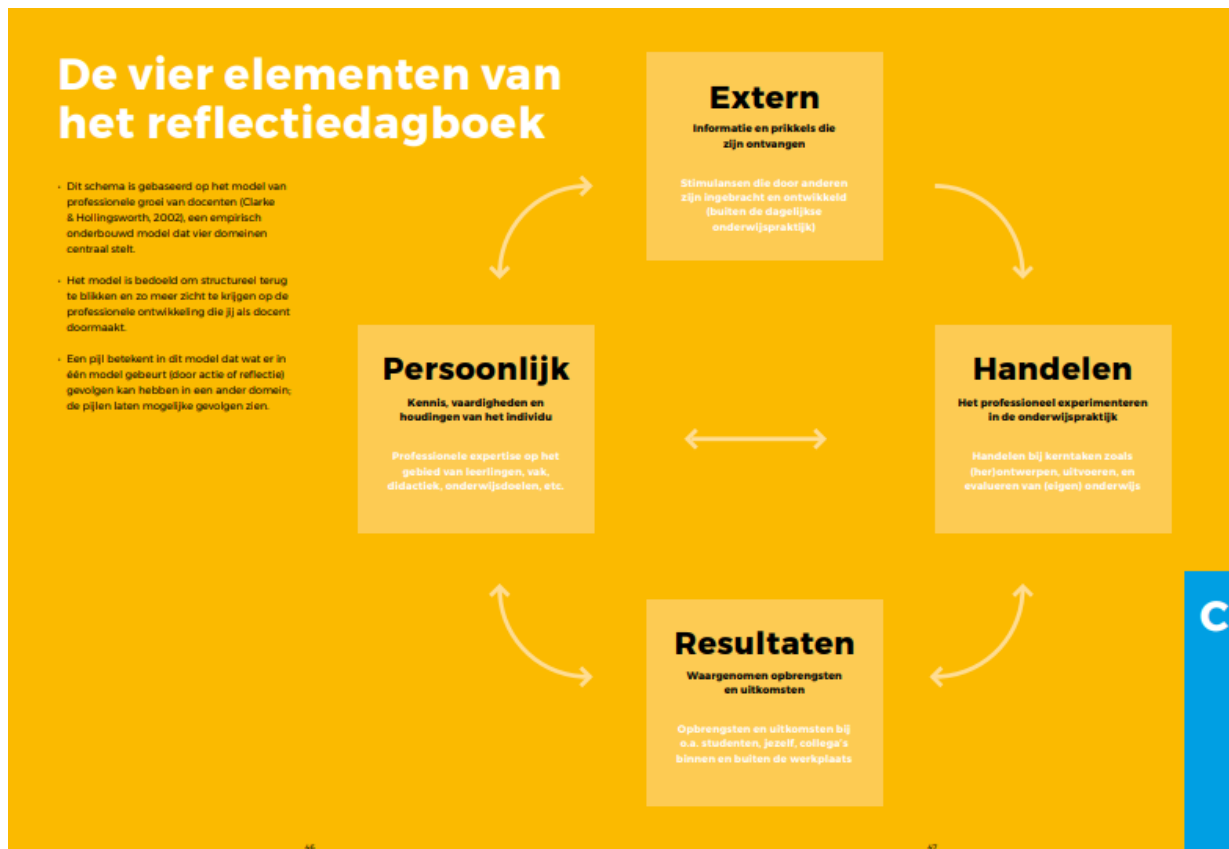 De vier elementen van
het reflectiedagboek
• Dit schema is gebaseerd op het model van
professionele groei van docenten (Clarke
& Hollingsworth, 2002), een empirisch
onderbouwd model dat vier domeinen
centraal stelt.
• Het model is bedoeld om structureel terug
te blikken en zo meer zicht te krijgen op de
professionele ontwikkeling die jij als docent
doormaakt.
• Een pijl betekent in dit model dat wat er in
één model gebeurt (door actie of reflectie)
gevolgen kan hebben in een ander domein;
de pijlen laten mogelijke gevolgen zien.
Extern
Informatie en prikkels die
zijn ontvangen
Stimulansen die door anderen
zijn ingebracht en ontwikkeld
(buiten de dagelijkse
onderwijspraktijk)
Persoonlijk
Kennis, vaardigheden en
houdingen van het individu
Professionele expertise op het
gebied van leerlingen, vak,
didactiek, onderwijsdoelen, etc.
Handelen
Het professioneel experimenteren
in de onderwijspraktijk
Handelen bij kerntaken zoals
(her)ontwerpen, uitvoeren, en
evalueren van (eigen) onderwijs
Resultaten
Waargenomen opbrengsten
en uitkomsten
Opbrengsten en uitkomsten bij
o.a. studenten, jezelf, collega's
binnen en buiten de werkplaats
C
46
47